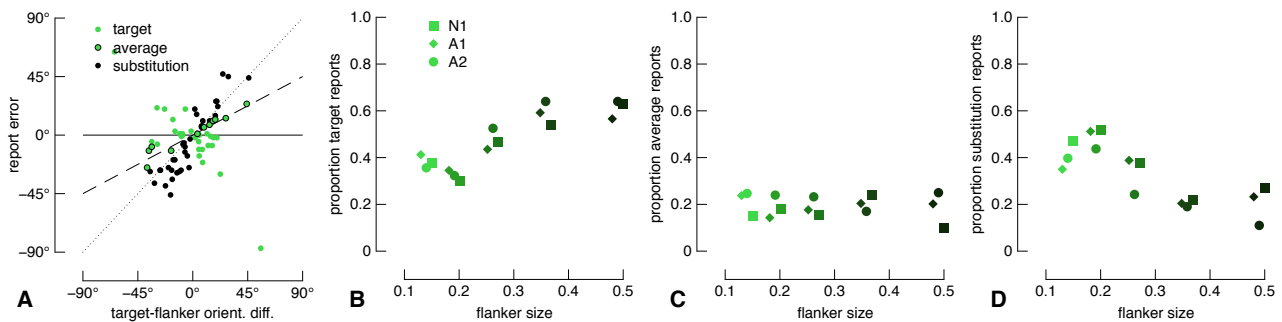 90°
45°
0°
−45°
−90°
report error
target
average
substitution
−90°
−45°
0°
45°
90°
target-flanker orient. diff.
A
1.0
0.8
0.6
0.4
0.2
0
proportion target reports
N1
A1
A2
0.1
0.2
0.3
0.4
0.5
flanker size
B
1.0
0.8
0.6
0.4
0.2
0
proportion average reports
0.1
0.2
0.3
0.4
0.5
flanker size
C
1.0
0.8
0.6
0.4
0.2
0
proportion substitution reports
0.1
0.2
0.3
0.4
0.5
flanker size
D